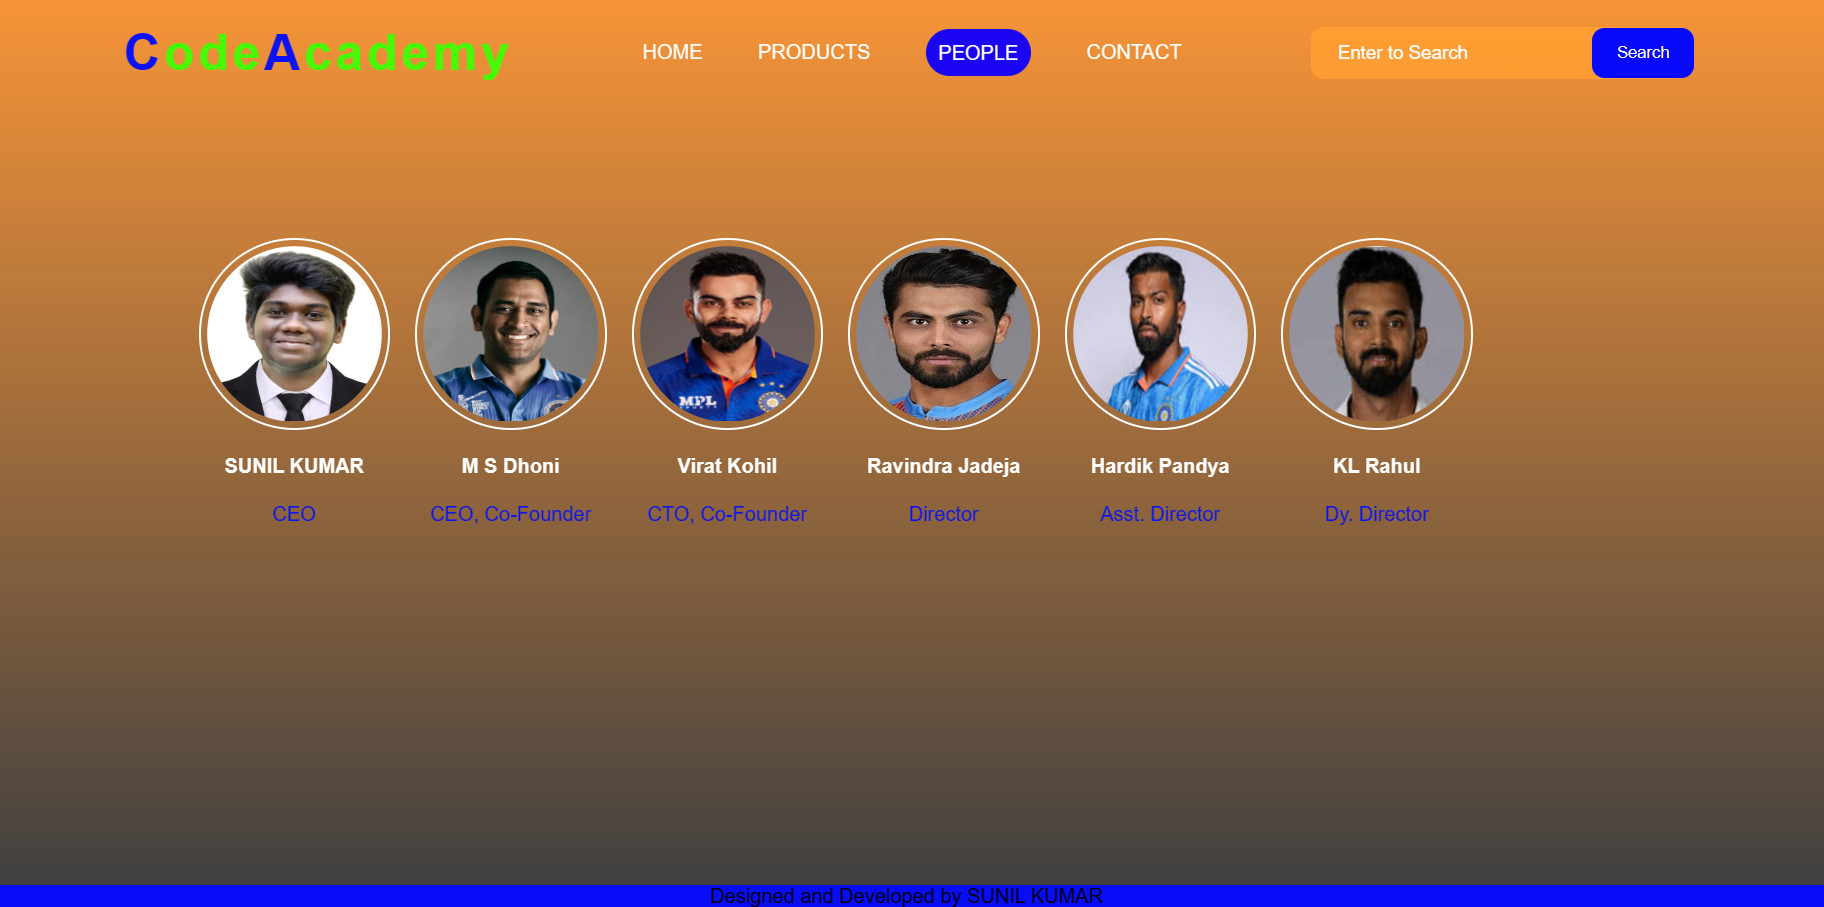 CodeAcademy
HOME PRODUCTS PEOPLE CONTACT
Enter to Search Search
MPL
SUNIL KUMAR M S Dhoni Virat Kohil Ravindra Jadeja Hardik Pandya KL Rahul
CEO CEO, Co-Founder CTO, Co-Founder Director Asst. Director Dy. Director
Designed and Developed by SUNIL KUMAR